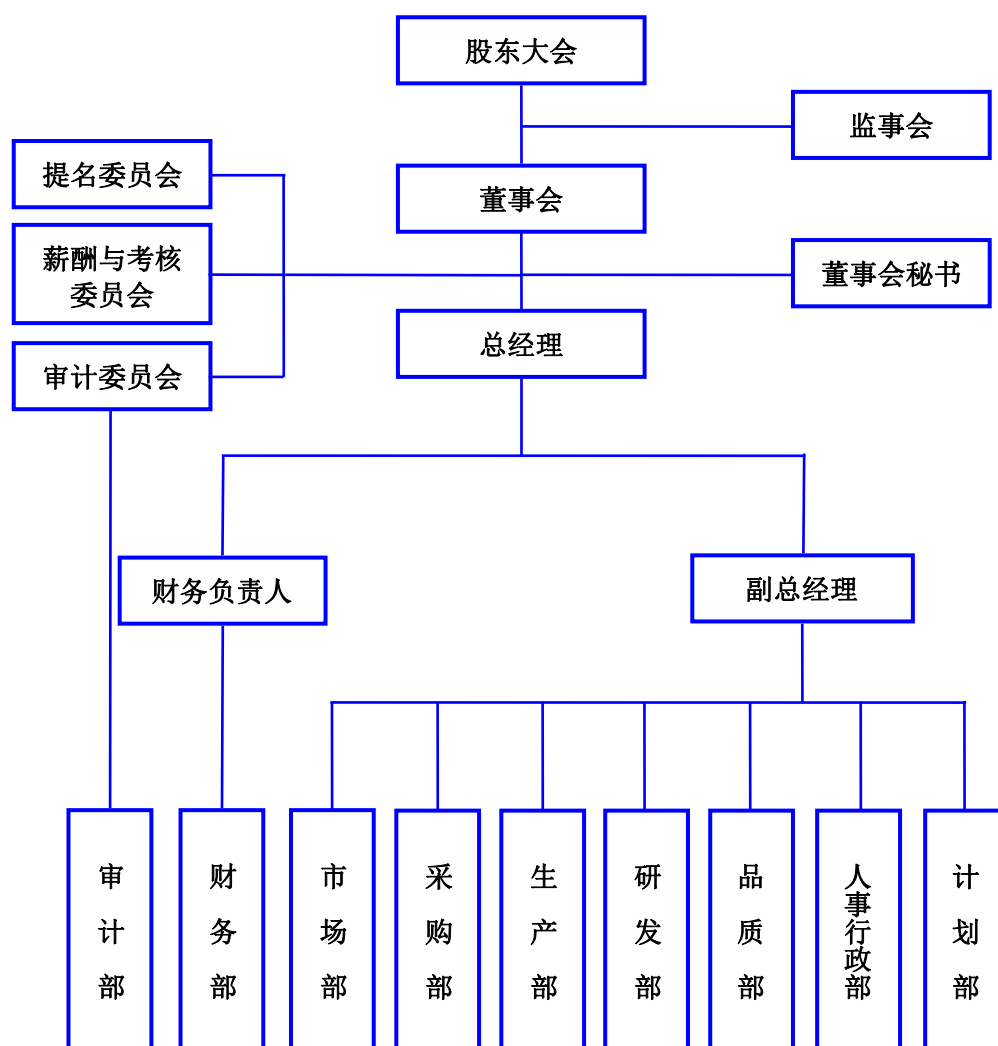 股东大会
监事会
提名委员会
董事会
薪酬与考核
委员会
董事会秘书
总经理
审计委员会
财务负责人
副总经理
审计部
财务部
市场部
采购部
生产部
研发部
品质部
人事行政部
计划部